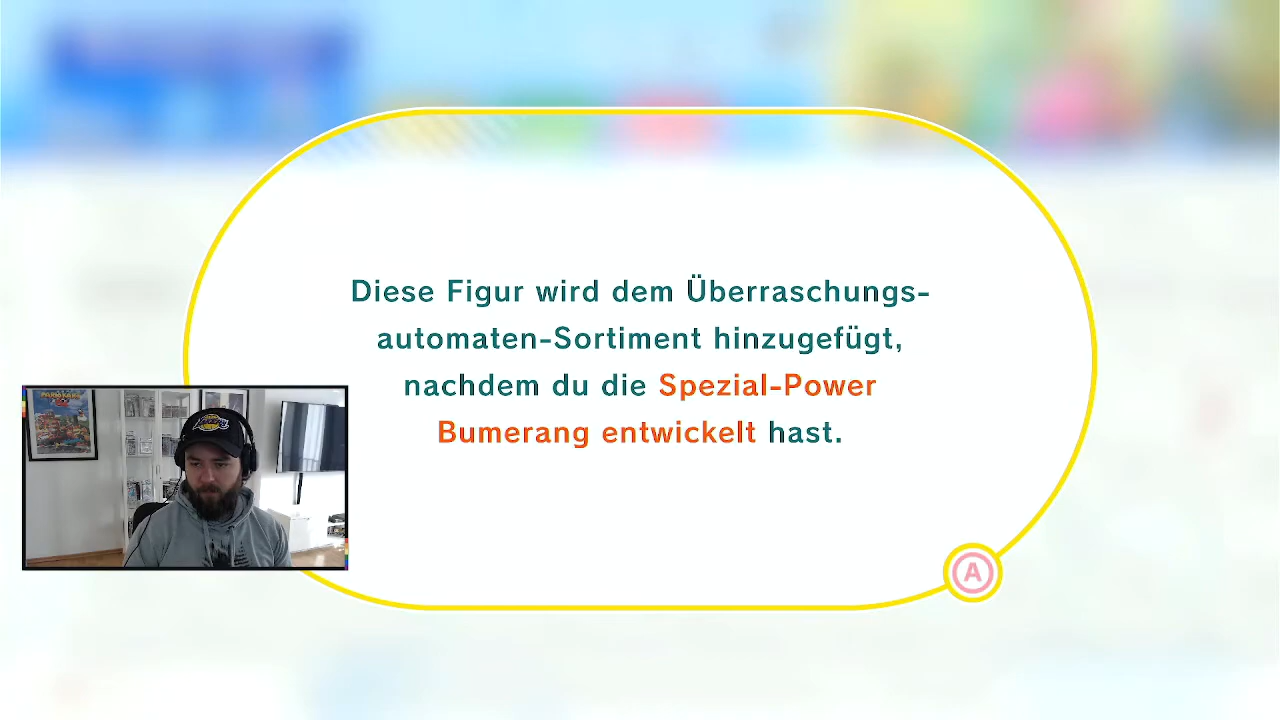 Diese Figur wird dem Überraschungs-
automaten-Sortiment hinzugefügt,
nachdem du die Spezial-Power
Bumerang entwickelt hast.
A